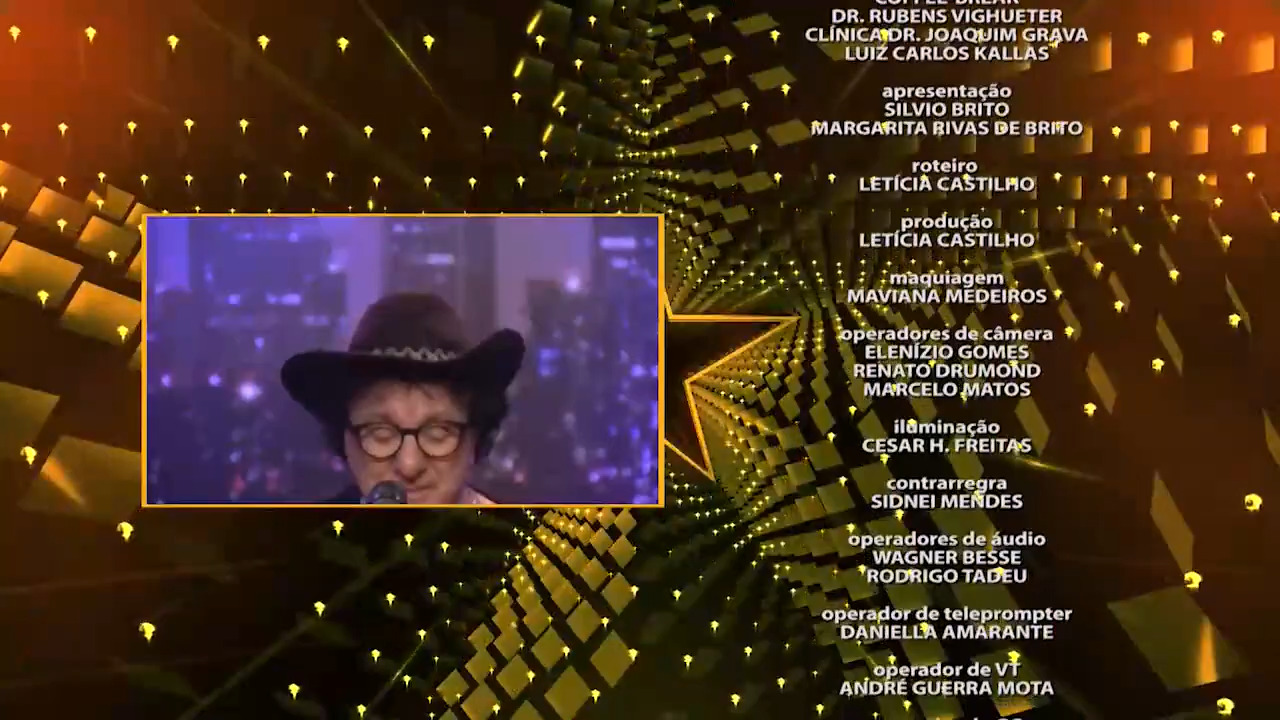 COFFEE BREAK
DR. RUBENS VIGHUETER
CLÍNICA DR. JOAQUIM GRAVA
LUIZ CARLOS KALLAS
apresentação
SILVIO BRITO
MARGARITA RIVAS DE BRITO
roteiro
LETÍCIA CASTILHO
produção
LETÍCIA CASTILHO
maquiagem
MAVIANA MEDEIROS
operadores de câmera
ELENÍZIO GOMES
RENATO DRUMOND
MARCELO MATOS
iluminação
CESAR H. FREITAS
contrarregra
SIDNEI MENDES
operadores de áudio
WAGNER BESSE
RODRIGO TADEU
operador de teleprompter
DANIELLA AMARANTE
operador de VT
ANDRÉ GUERRA MOTA